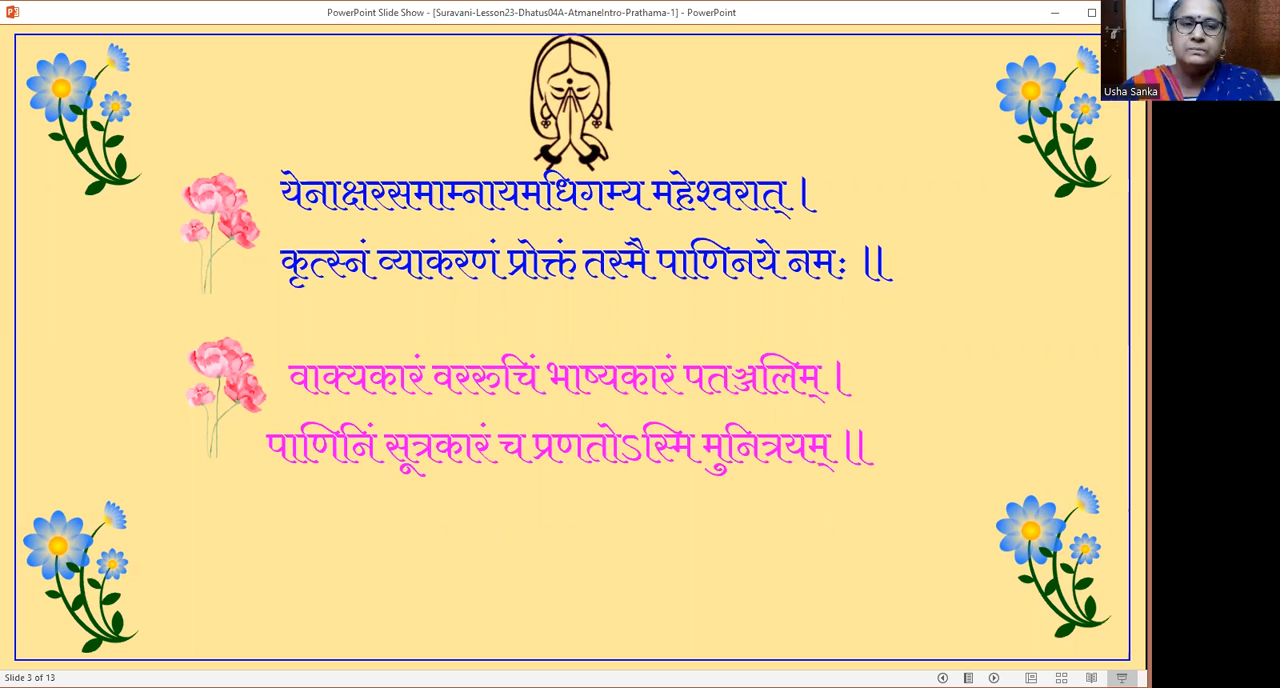 PowerPoint Slide Show - [Suravani-Lesson23-Dhatus04A-AtmaneIntro-Prathama-1] - PowerPoint
Usha Sanka
येनाक्षरसमाम्नायमधिगम्य महेश्वरात् ।
कृत्स्नं व्याकरणं प्रोक्तं तस्मै पाणिनये नमः ॥
वाक्यकारं वररुचिं भाष्यकारं पतञ्जलिम् ।
पाणिनिं सूत्रकारं च प्रणतोऽस्मि मुनित्रयम् ॥
Slide 3 of 13